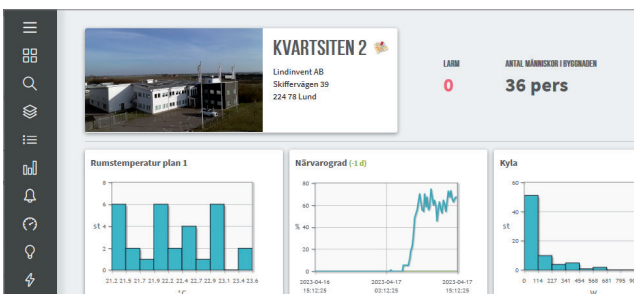 KVARTSITEN 2
Lindinvent AB
Skiffervägen 39
224 78 Lund
LARM
0
ANTAL MÄNNISKOR I BYGGNADEN
36 pers
Rumstemperatur plan 1
8
6
st 4
2
0
21.2 21.5 21.7 21.9 22.2 22.4 22.7 22.9 23.1 23.4 23.6
°C
Närvarograd (-1 d)
80
60
% 40
20
0
2023-04-16 2023-04-17 2023-04-17
15:12:25 03:12:25 15:12:25
Kyla
60
40
st
20
0
0 114 227 341 454 568 681 795 90
W